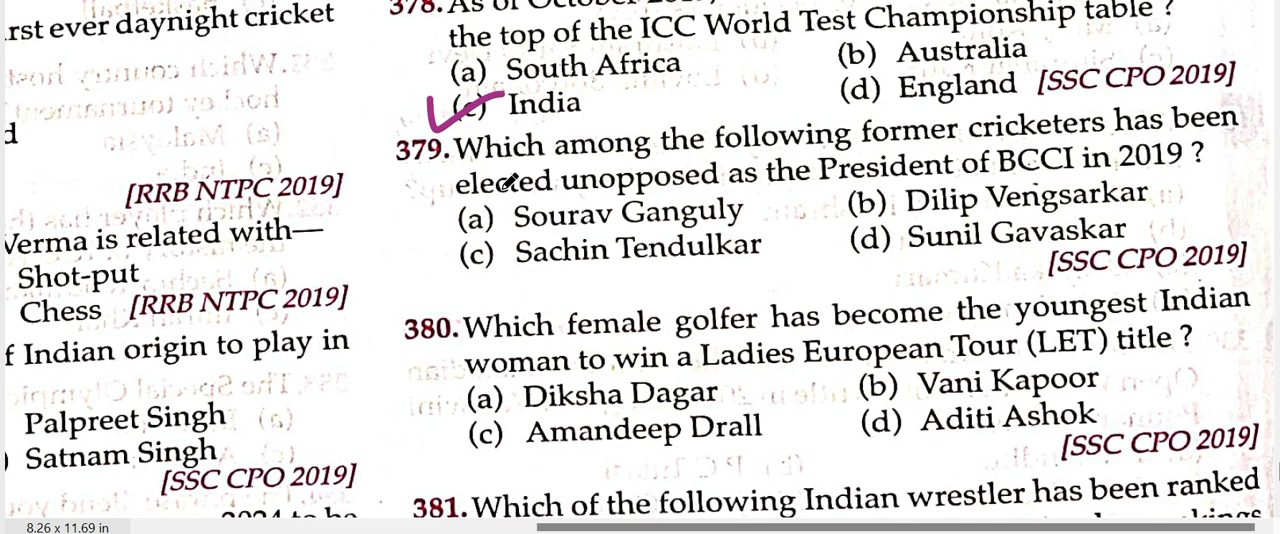 rst ever daynight cricket
d
[RRB NTPC 2019]
Verma is related with—
Shot-put
Chess [RRB NTPC 2019]
f Indian origin to play in
Palpreet Singh
) Satnam Singh
[SSC CPO 2019]
378. As of October
the top of the ICC World Test Championship table ?
(a) South Africa (b) Australia
(c) India (d) England [SSC CPO 2019]
379. Which among the following former cricketers has been
elected unopposed as the President of BCCI in 2019 ?
(a) Sourav Ganguly (b) Dilip Vengsarkar
(c) Sachin Tendulkar (d) Sunil Gavaskar
[SSC CPO 2019]
380. Which female golfer has become the youngest Indian
woman to win a Ladies European Tour (LET) title ?
(a) Diksha Dagar (b) Vani Kapoor
(c) Amandeep Drall (d) Aditi Ashok
[SSC CPO 2019]
381. Which of the following Indian wrestler has been ranked
8.26 x 11.69 in